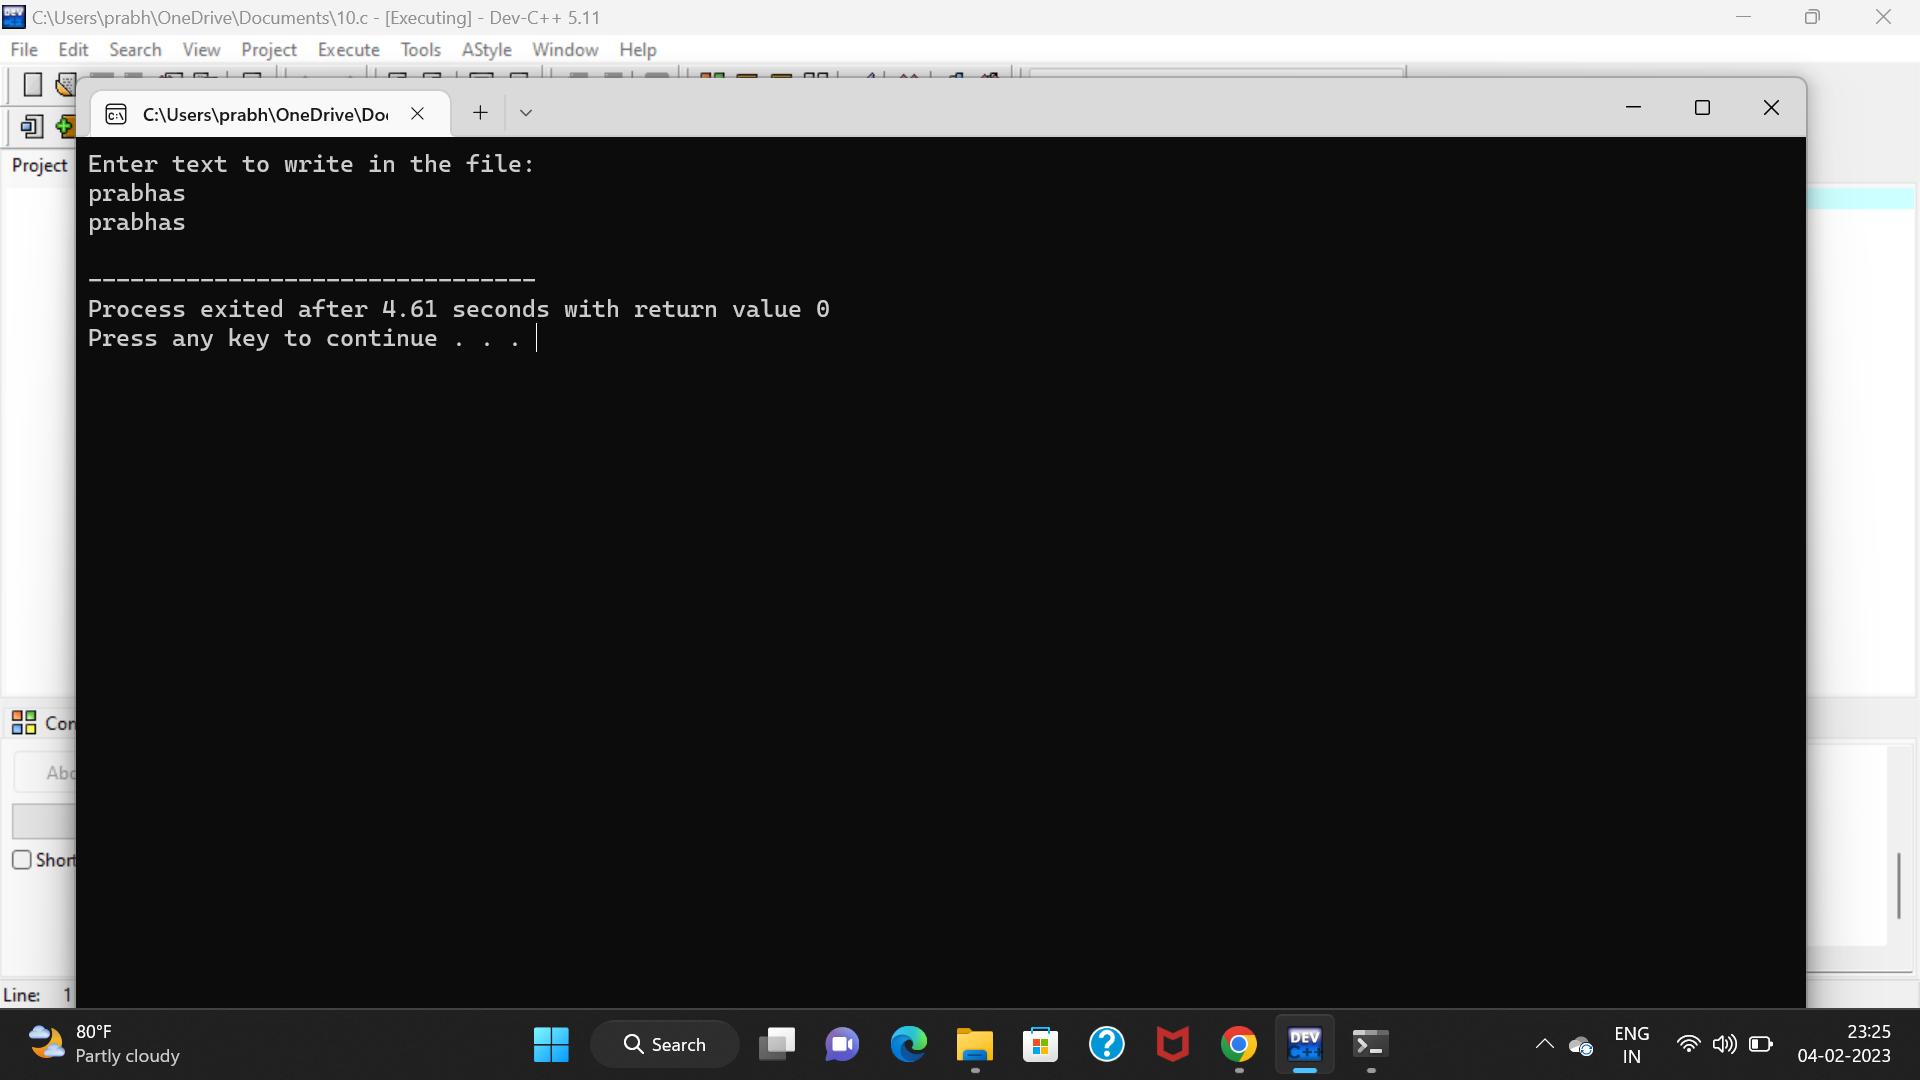 C:\Users\prabh\OneDrive\Documents\10.c - [Executing] - Dev-C++ 5.11
File Edit Search View Project Execute Tools AStyle Window Help
C:\Users\prabh\OneDrive\Do
Project
Enter text to write in the file:
prabhas
prabhas
--------------------------------
Process exited after 4.61 seconds with return value 0
Press any key to continue . . .
Con
Abo
Short
Line: 1
80°F
Partly cloudy
Search
DEV
C++
ENG
IN
23:25
04-02-2023